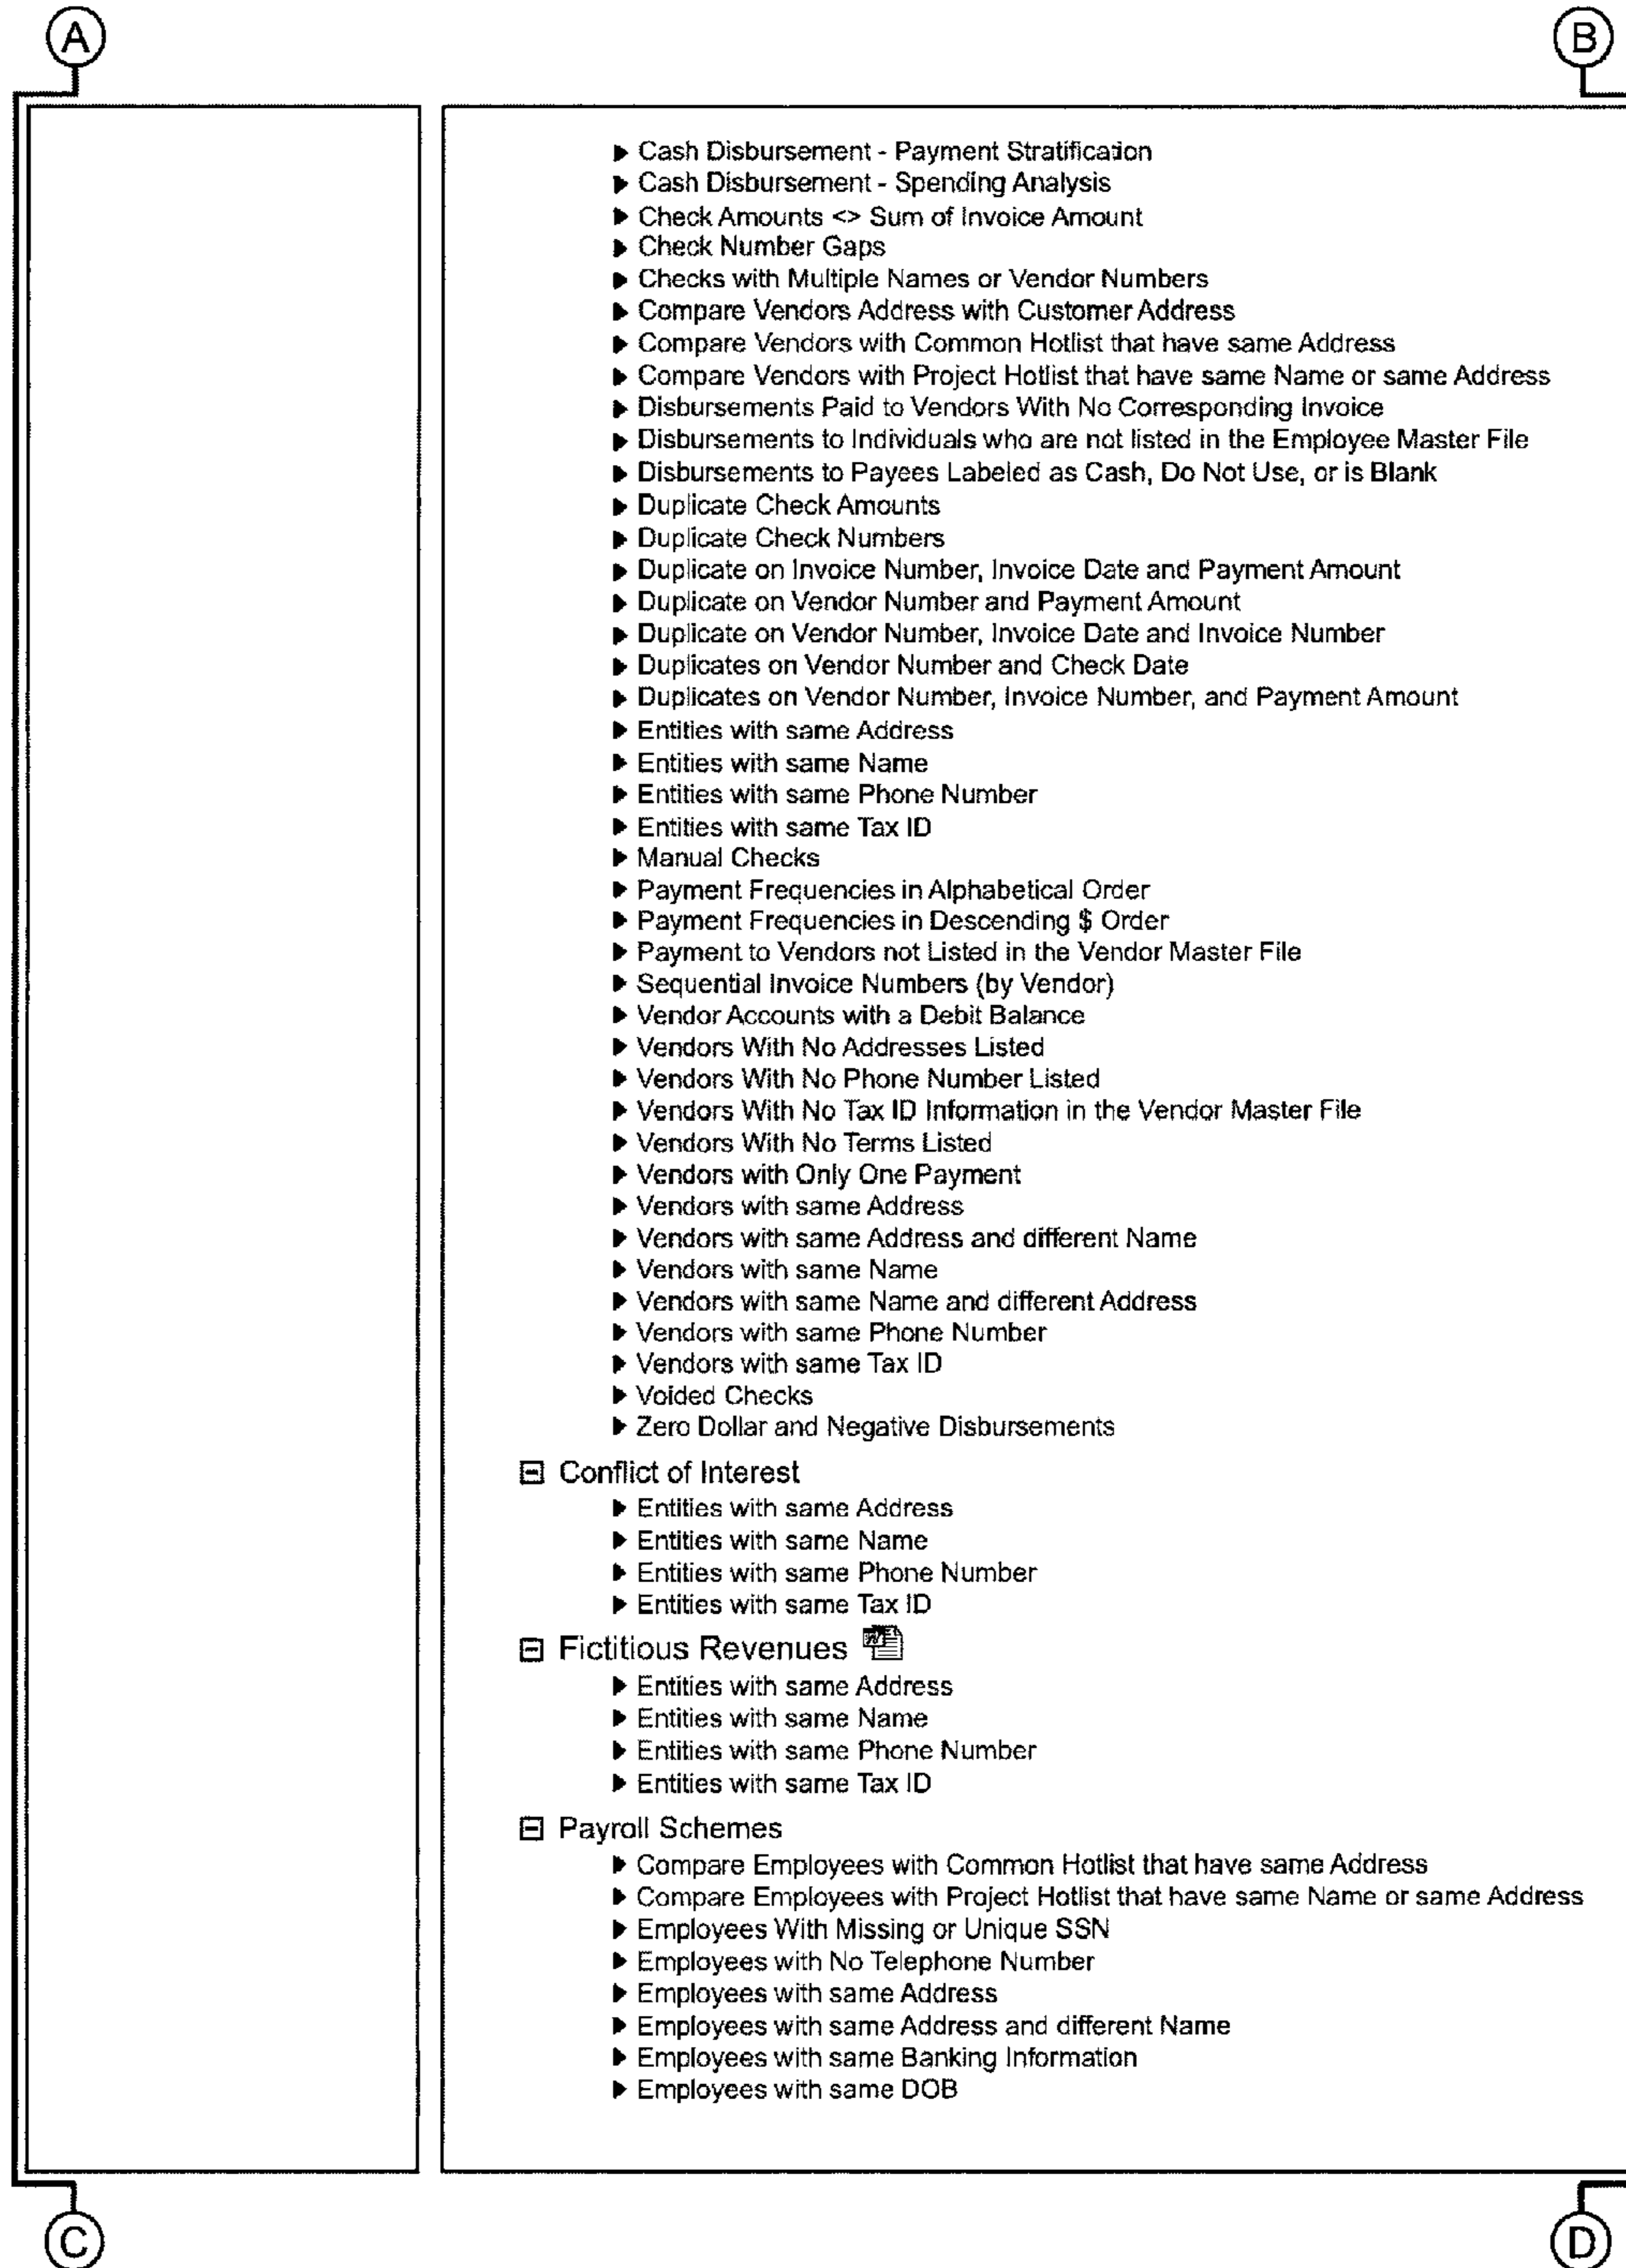 A
B
Cash Disbursement - Payment Stratification
Cash Disbursement - Spending Analysis
Check Amounts <> Sum of Invoice Amount
Check Number Gaps
Checks with Multiple Names or Vendor Numbers
Compare Vendors Address with Customer Address
Compare Vendors with Common Hotlist that have same Address
Compare Vendors with Project Hotlist that have same Name or same Address
Disbursements Paid to Vendors With No Corresponding Invoice
Disbursements to Individuals who are not listed in the Employee Master File
Disbursements to Payees Labeled as Cash, Do Not Use, or is Blank
Duplicate Check Amounts
Duplicate Check Numbers
Duplicate on Invoice Number, Invoice Date and Payment Amount
Duplicate on Vendor Number and Payment Amount
Duplicate on Vendor Number, Invoice Date and Invoice Number
Duplicates on Vendor Number and Check Date
Duplicates on Vendor Number, Invoice Number, and Payment Amount
Entities with same Address
Entities with same Name
Entities with same Phone Number
Entities with same Tax ID
Manual Checks
Payment Frequencies in Alphabetical Order
Payment Frequencies in Descending $ Order
Payment to Vendors not Listed in the Vendor Master File
Sequential Invoice Numbers (by Vendor)
Vendor Accounts with a Debit Balance
Vendors With No Addresses Listed
Vendors With No Phone Number Listed
Vendors With No Tax ID Information in the Vendor Master File
Vendors With No Terms Listed
Vendors with Only One Payment
Vendors with same Address
Vendors with same Address and different Name
Vendors with same Name
Vendors with same Name and different Address
Vendors with same Phone Number
Vendors with same Tax ID
Voided Checks
Zero Dollar and Negative Disbursements
Conflict of Interest
Entities with same Address
Entities with same Name
Entities with same Phone Number
Entities with same Tax ID
Fictitious Revenues
Entities with same Address
Entities with same Name
Entities with same Phone Number
Entities with same Tax ID
Payroll Schemes
Compare Employees with Common Hotlist that have same Address
Compare Employees with Project Hotlist that have same Name or same Address
Employees With Missing or Unique SSN
Employees with No Telephone Number
Employees with same Address
Employees with same Address and different Name
Employees with same Banking Information
Employees with same DOB
C
D